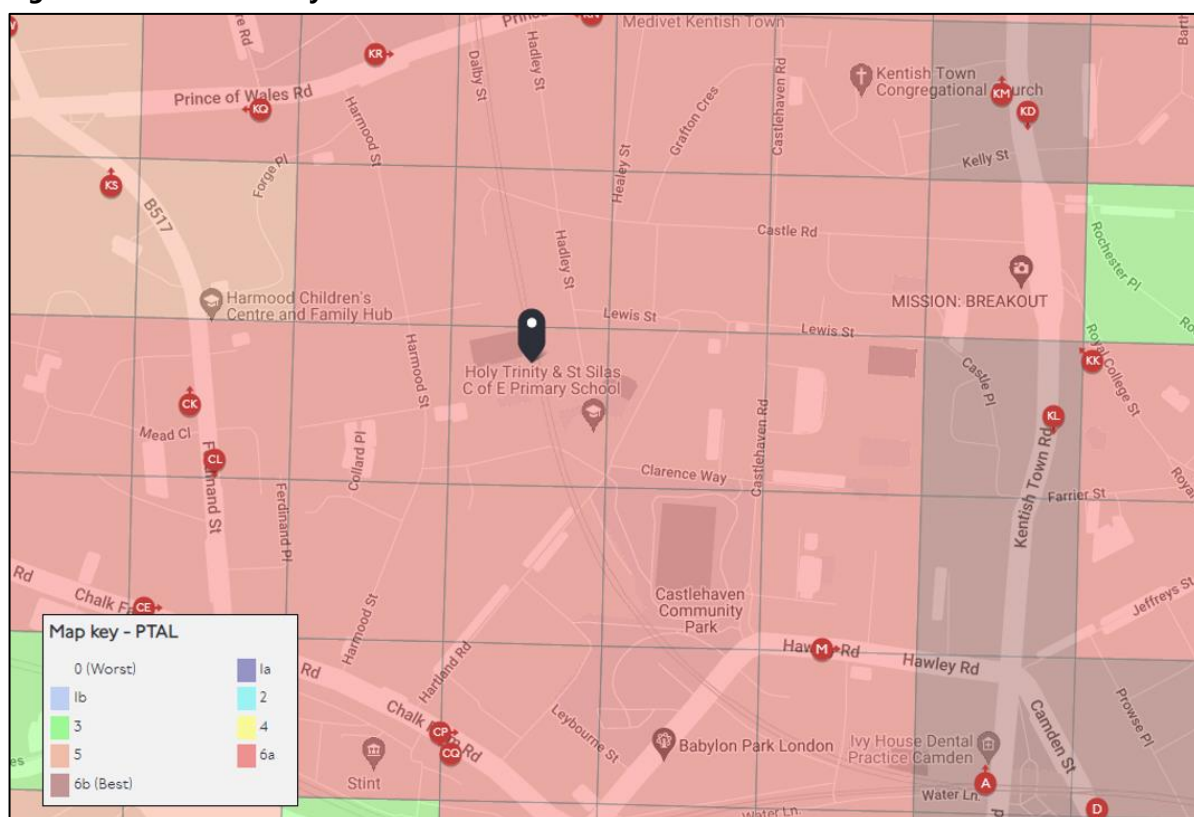 KR
Prince of Wales Rd
KQ
Harmood St
Dalby St
Hadley St
Medivet Kentish Town
Grafton Cres
Castlehaven Rd
Kentish Town
Congregational Church
KM
KD
Kelly St
KS
B517
Forge Pl
Healey St
Hadley St
Castle Rd
Rochester Pl
MISSION: BREAKOUT
Harmood Children's
Centre and Family Hub
Lewis St
Lewis St
Royal College St
KK
Holy Trinity & St Silas
C of E Primary School
Harmood St
Castle Pl
CK
Mead Cl
CL
Ferdinand St
Ferdinand Pl
Collard Pl
Castlehaven Rd
KL
Kentish Town Rd
Clarence Way
Farrier St
Castlehaven
Community
Park
Jeffreys St
Rd
CE
Harmood St
M
Hawley Rd
Rd
Hartland Rd
Chalk Farm Rd
CP
CQ
Leybourne St
Babylon Park London
Stint
Ivy House Dental
Practice Camden
Camden St
Prowse Pl
A
Water Ln.
Water Ln.
D
Map key - PTAL
0 (Worst)
1a
1b
2
3
4
5
6a
6b (Best)